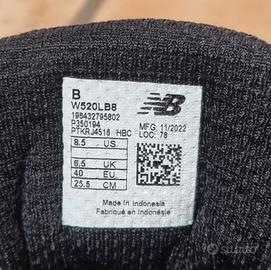 B
W520LB8
196432795802
P350194
PTKRJ4516 HBC
MFG: 11/2022
LOC: 78
8.5 US
6.5 UK
40 EU
25.5 CM
Made in Indonesia
Fabriqué en Indonésie
subito